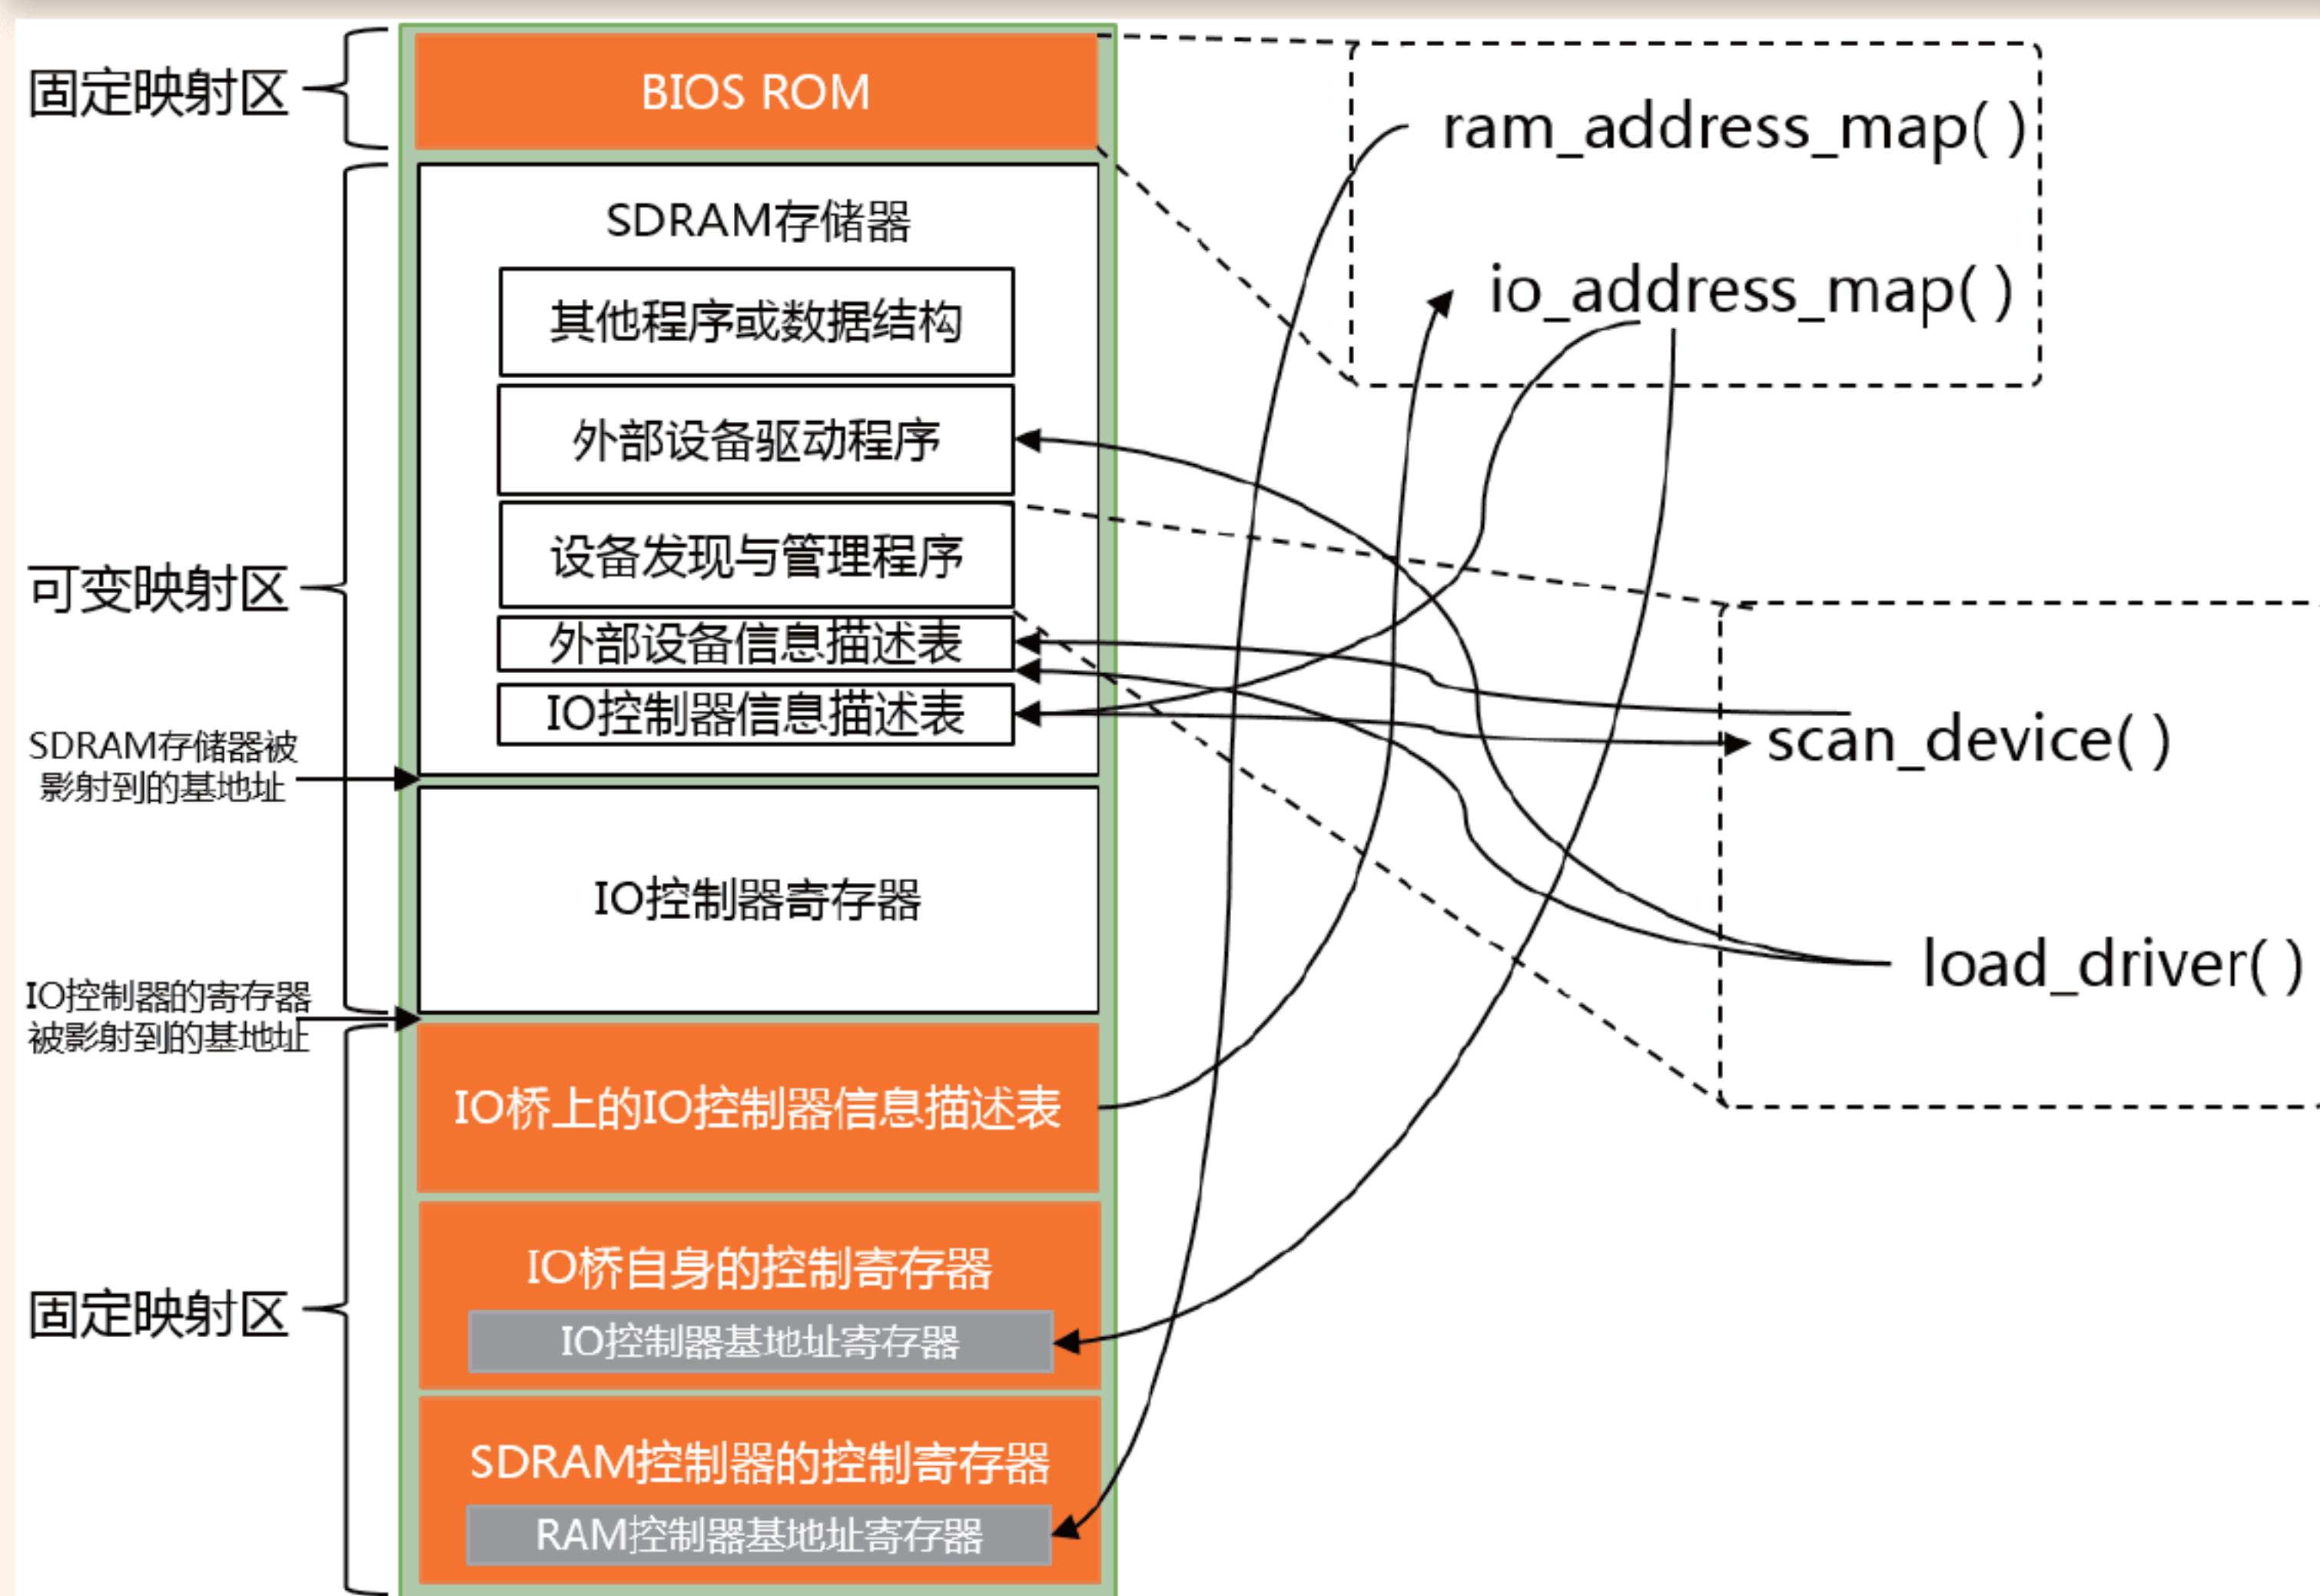 固定映射区
BIOS ROM
ram_address_map( )
io_address_map( )
SDRAM存储器
其他程序或数据结构
外部设备驱动程序
设备发现与管理程序
可变映射区
外部设备信息描述表
IO控制器信息描述表
scan_device( )
load_driver( )
SDRAM存储器被
影射到的基地址
IO控制器寄存器
IO控制器的寄存器
被影射到的基地址
IO桥上的IO控制器信息描述表
固定映射区
IO桥自身的控制寄存器
IO控制器基地址寄存器
SDRAM控制器的控制寄存器
RAM控制器基地址寄存器